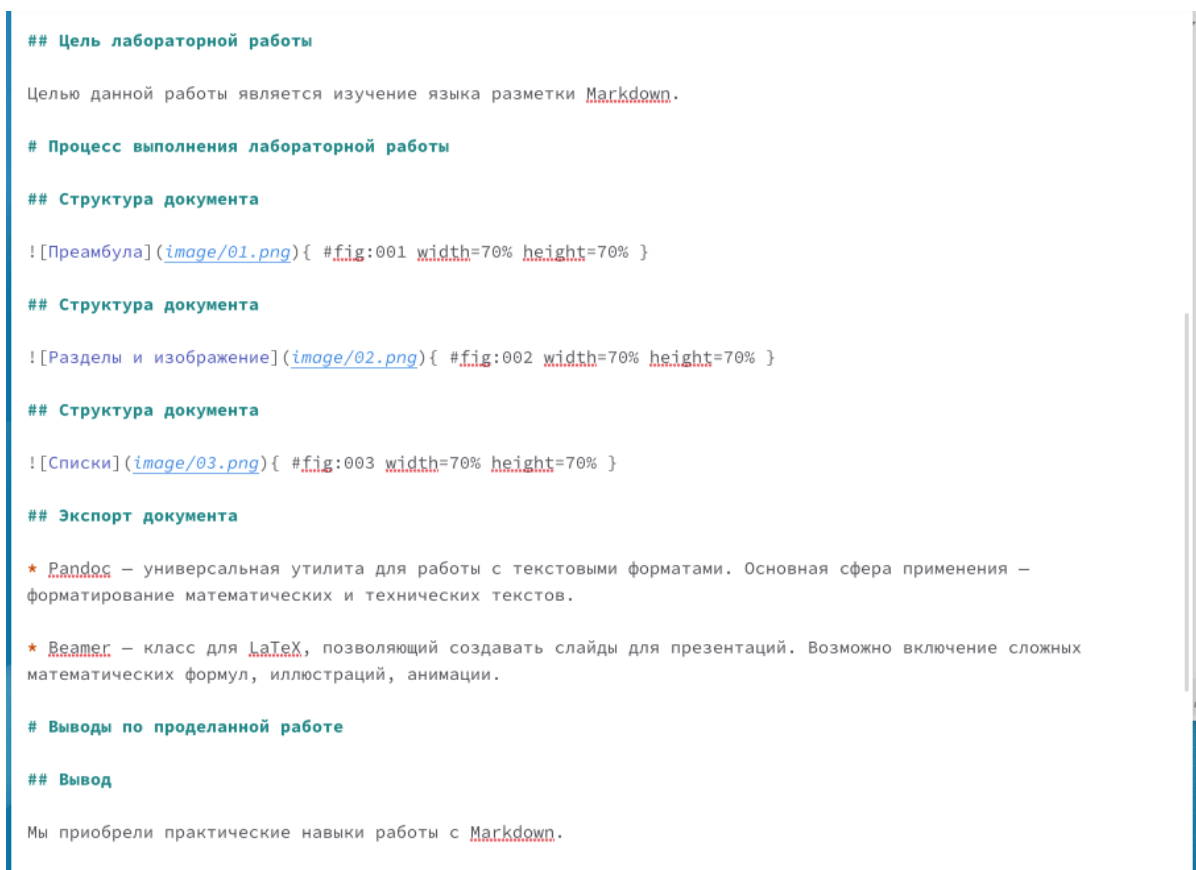 ## Цель лабораторной работы
Целью данной работы является изучение языка разметки Markdown.
# Процесс выполнения лабораторной работы
## Структура документа
![Преамбула](image/01.png){ #fig:001 width=70% height=70% }
## Структура документа
![Разделы и изображение](image/02.png){ #fig:002 width=70% height=70% }
## Структура документа
![Списки](image/03.png){ #fig:003 width=70% height=70% }
## Экспорт документа
* Pandoc — универсальная утилита для работы с текстовыми форматами. Основная сфера применения —
форматирование математических и технических текстов.
* Beamer — класс для LaTeX, позволяющий создавать слайды для презентаций. Возможно включение сложных
математических формул, иллюстраций, анимации.
# Выводы по проделанной работе
## Вывод
Мы приобрели практические навыки работы с Markdown.